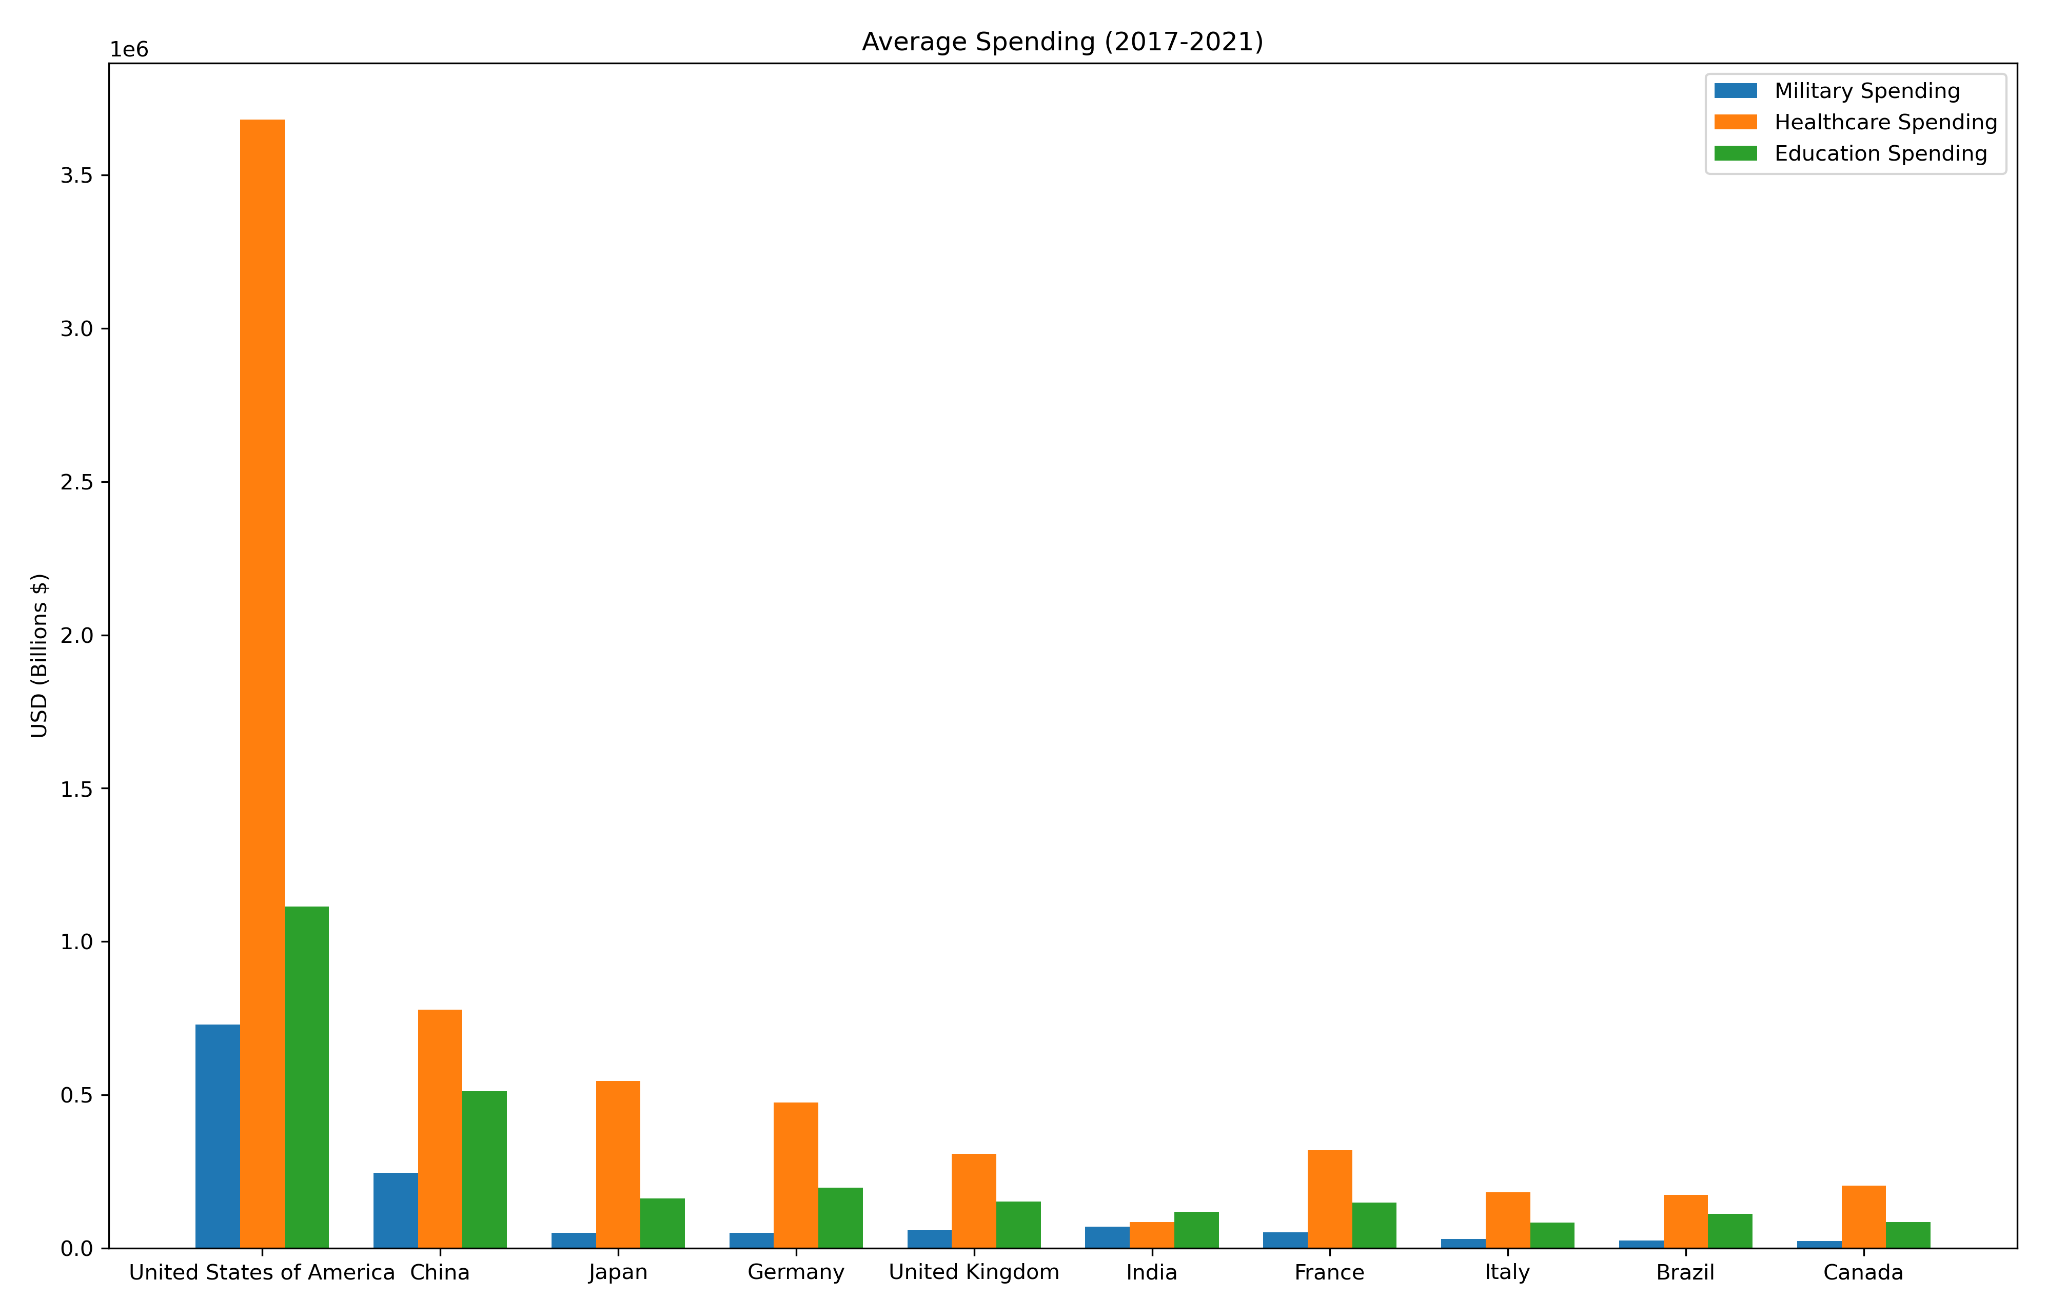 Average Spending (2017-2021)
1e6
Military Spending
Healthcare Spending
Education Spending
3.5
3.0
2.5
2.0
1.5
1.0
0.5
0.0
USD (Billions $)
United States of America China Japan Germany United Kingdom India France Italy Brazil Canada